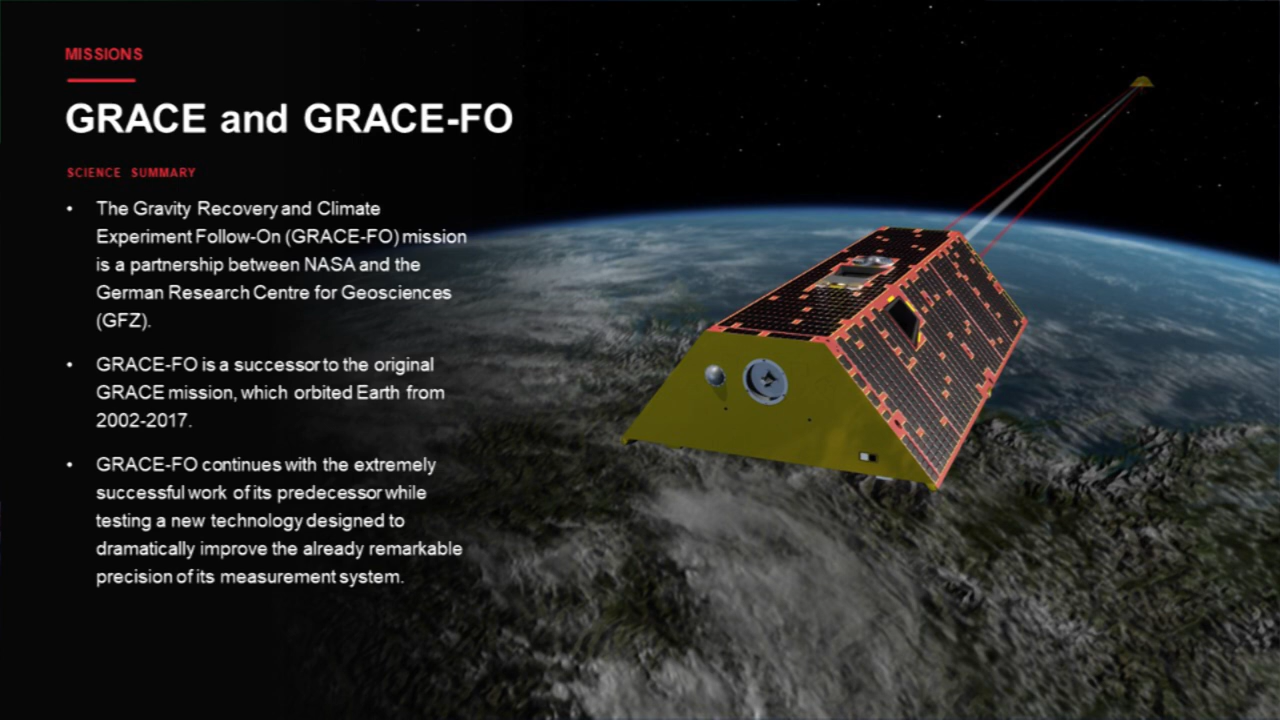 MISSIONS
GRACE and GRACE-FO
SCIENCE SUMMARY
• The Gravity Recovery and Climate
Experiment Follow-On (GRACE-FO) mission
is a partnership between NASA and the
German Research Centre for Geosciences
(GFZ).
• GRACE-FO is a successor to the original
GRACE mission, which orbited Earth from
2002-2017.
• GRACE-FO continues with the extremely
successful work of its predecessor while
testing a new technology designed to
dramatically improve the already remarkable
precision of its measurement system.